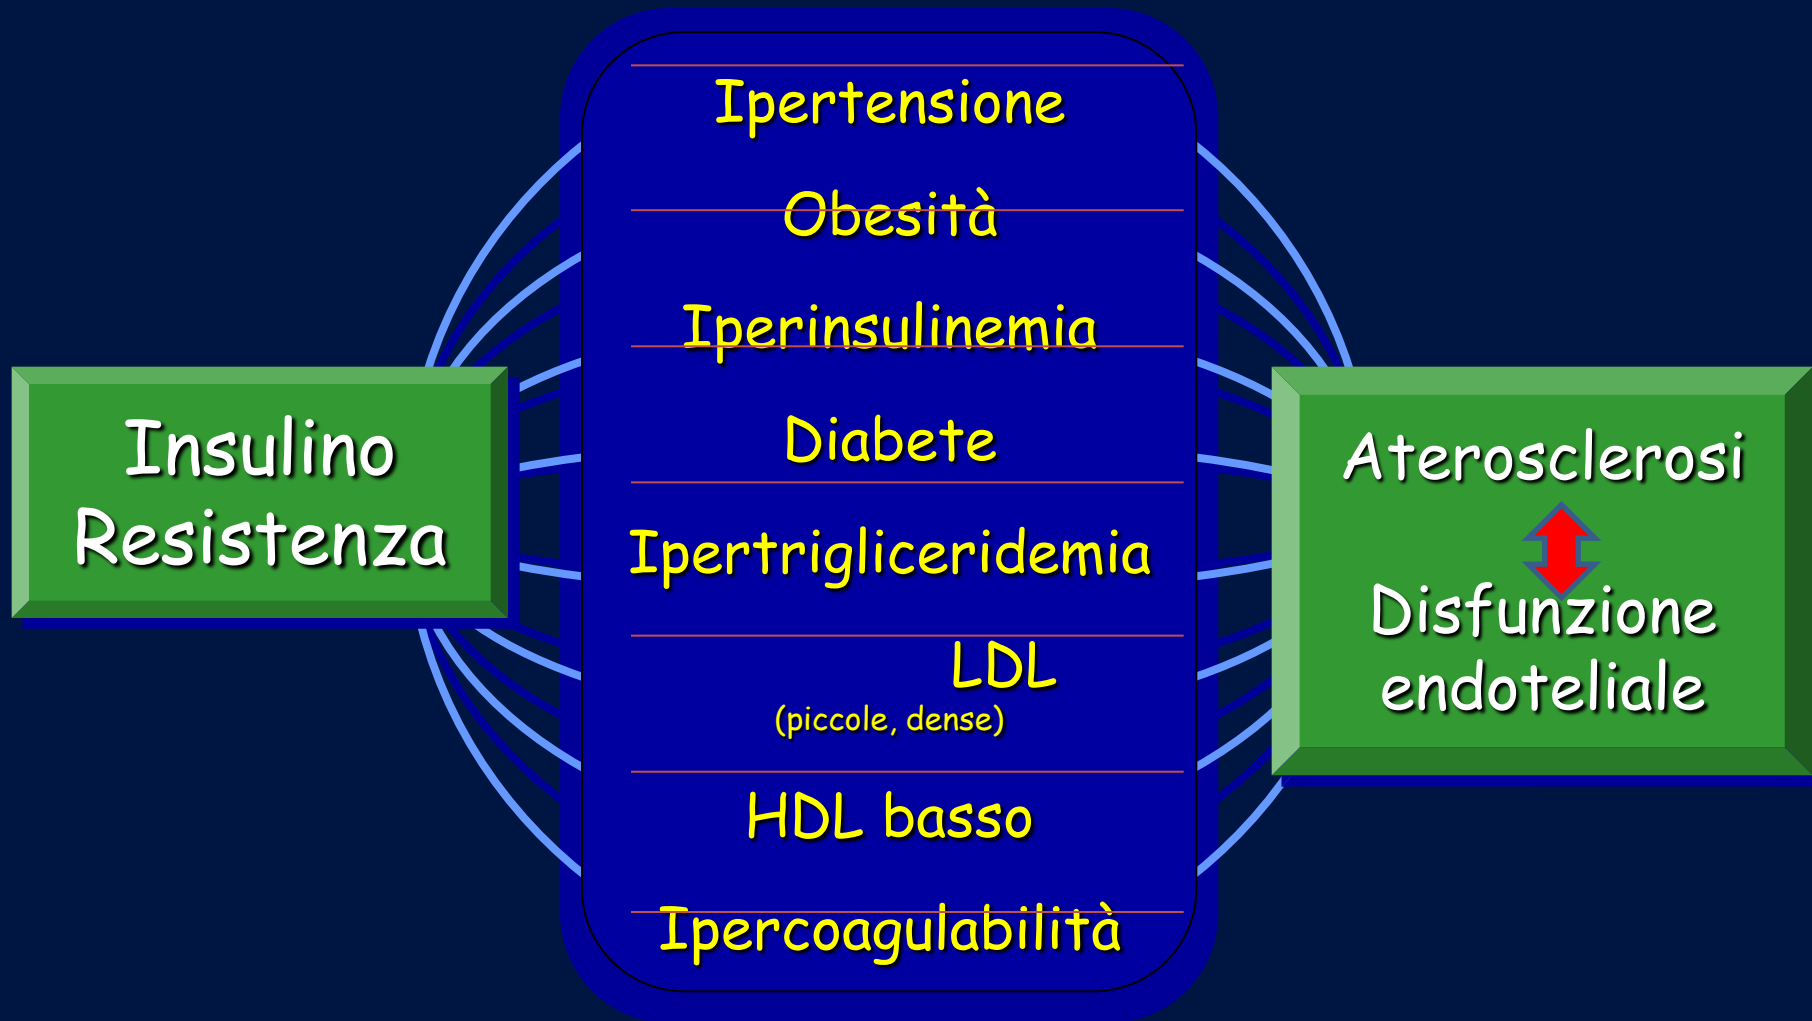 Insulino
Resistenza
Ipertensione
Obesità
Iperinsulinemia
Diabete
Ipertrigliceridemia
LDL
(piccole, dense)
HDL basso
Ipercoagulabilità
Aterosclerosi
Disfunzione
endoteliale